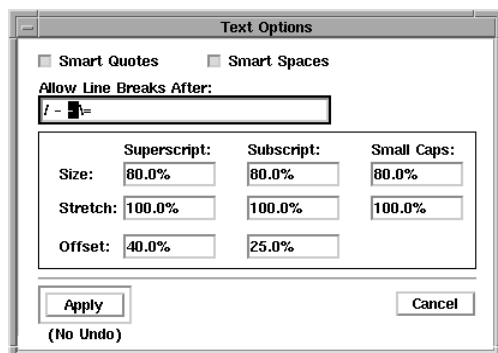 Text Options
Smart Quotes Smart Spaces
Allow Line Breaks After:
/ - \=
Superscript: Subscript: Small Caps:
Size: 80.0% 80.0% 80.0%
Stretch: 100.0% 100.0% 100.0%
Offset: 40.0% 25.0%
Apply Cancel
(No Undo)